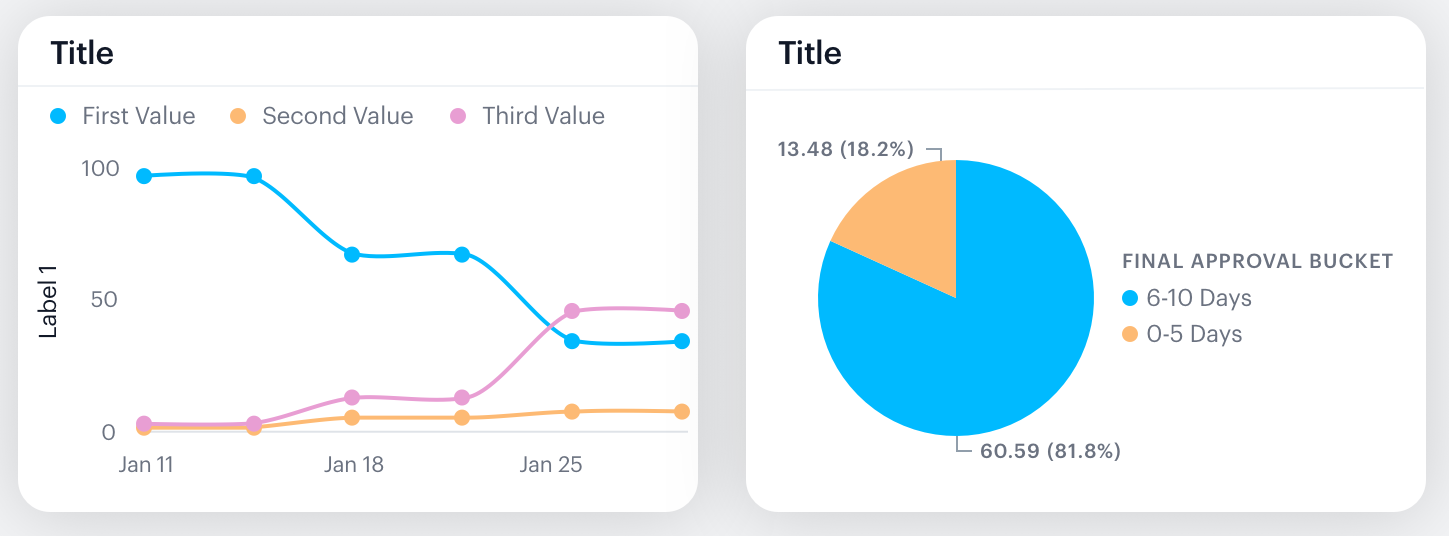 Title
First Value Second Value Third Value
100
50
0
Label 1
Jan 11 Jan 18 Jan 25
Title
13.48 (18.2%)
FINAL APPROVAL BUCKET
6-10 Days
0-5 Days
60.59 (81.8%)